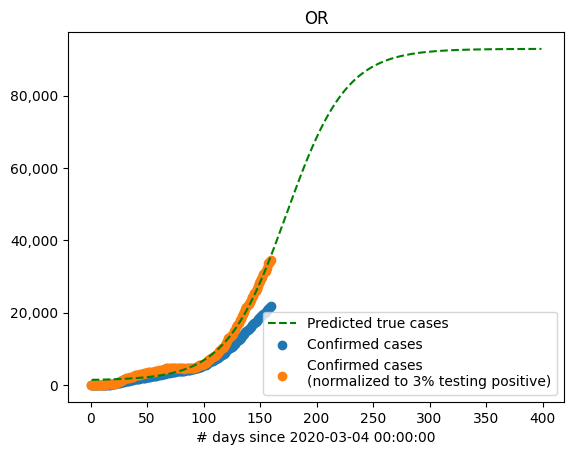 OR
80,000
60,000
40,000
20,000
0
Predicted true cases
Confirmed cases
Confirmed cases
(normalized to 3% testing positive)
0 50 100 150 200 250 300 350 400
# days since 2020-03-04 00:00:00